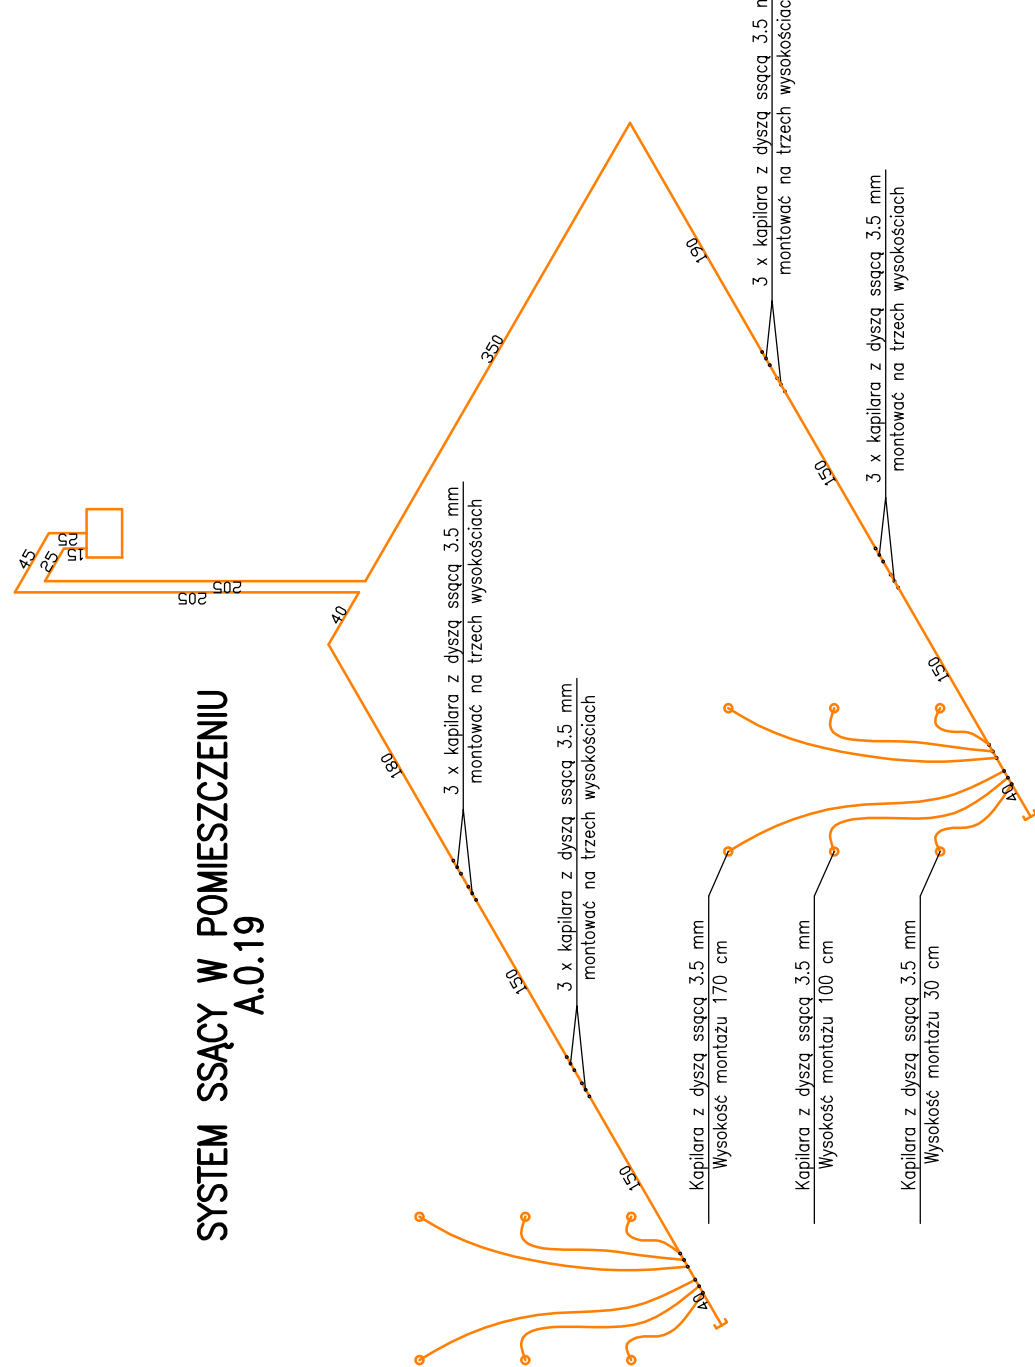 SYSTEM SSĄCY W POMIESZCZENIU
A.0.19
45
25
25
15
205
205
40
350
190
180
150
150
150
150
40
40
3 x kapilara z dyszą ssącą 3.5
montować na trzech wysokościach
3 x kapilara z dyszą ssącą 3.5 mm
montować na trzech wysokościach
3 x kapilara z dyszą ssącą 3.5 mm
montować na trzech wysokościach
3 x kapilara z dyszą ssącą 3.5 mm
montować na trzech wysokościach
Kapilara z dyszą ssącą 3.5 mm
Wysokość montażu 170 cm
Kapilara z dyszą ssącą 3.5 mm
Wysokość montażu 100 cm
Kapilara z dyszą ssącą 3.5 mm
Wysokość montażu 30 cm